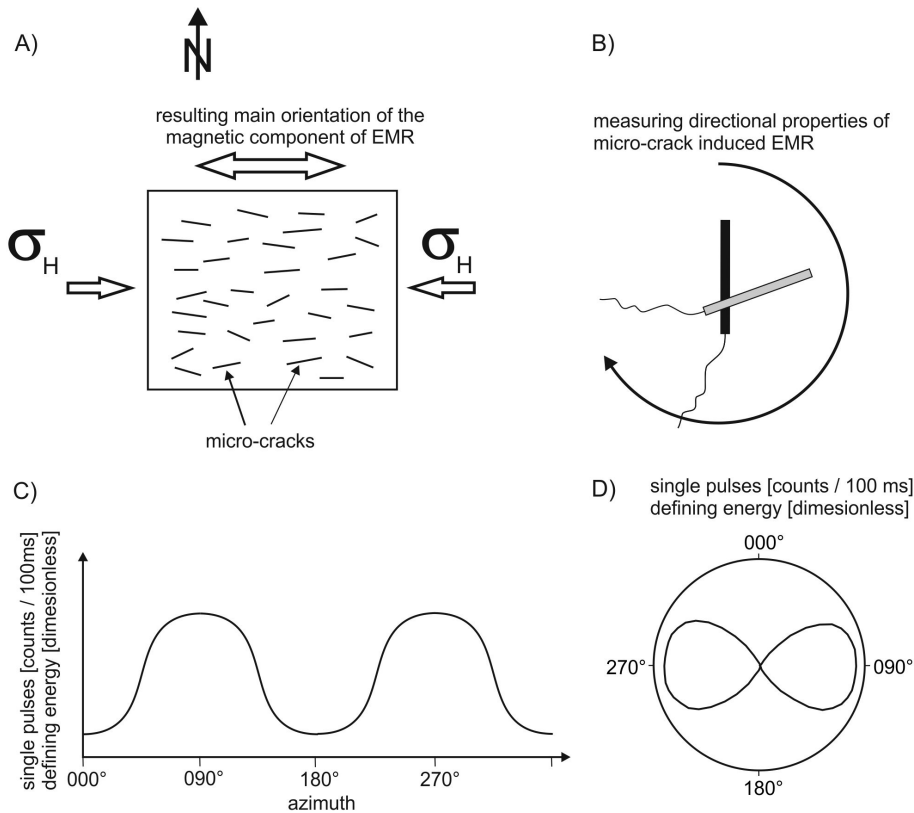 A)
N
resulting main orientation of the
magnetic component of EMR
σH
σH
micro-cracks
B)
measuring directional properties of
micro-crack induced EMR
C)
single pulses [counts / 100ms]
defining energy [dimesionless]
000°
090°
180°
270°
azimuth
D)
single pulses [counts / 100 ms]
defining energy [dimesionless]
000°
270°
090°
180°